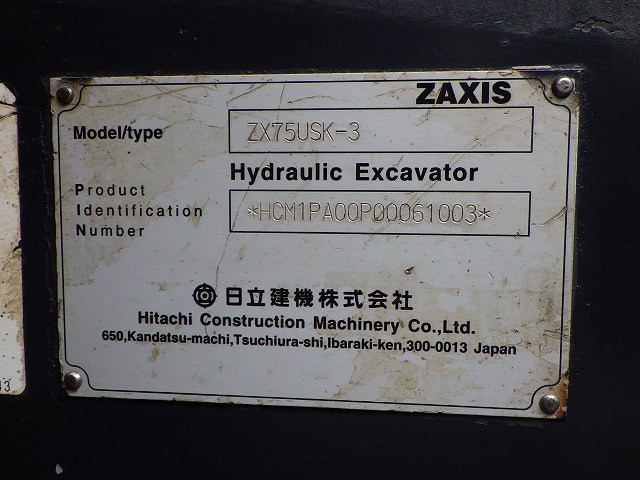 ZAXIS
Model/type ZX75USK-3
Hydraulic Excavator
Product
Identification
Number
*HCM1PA00P00061003*
日立建機株式会社
Hitachi Construction Machinery Co.,Ltd.
650,Kandatsu-machi,Tsuchiura-shi,Ibaraki-ken,300-0013 Japan